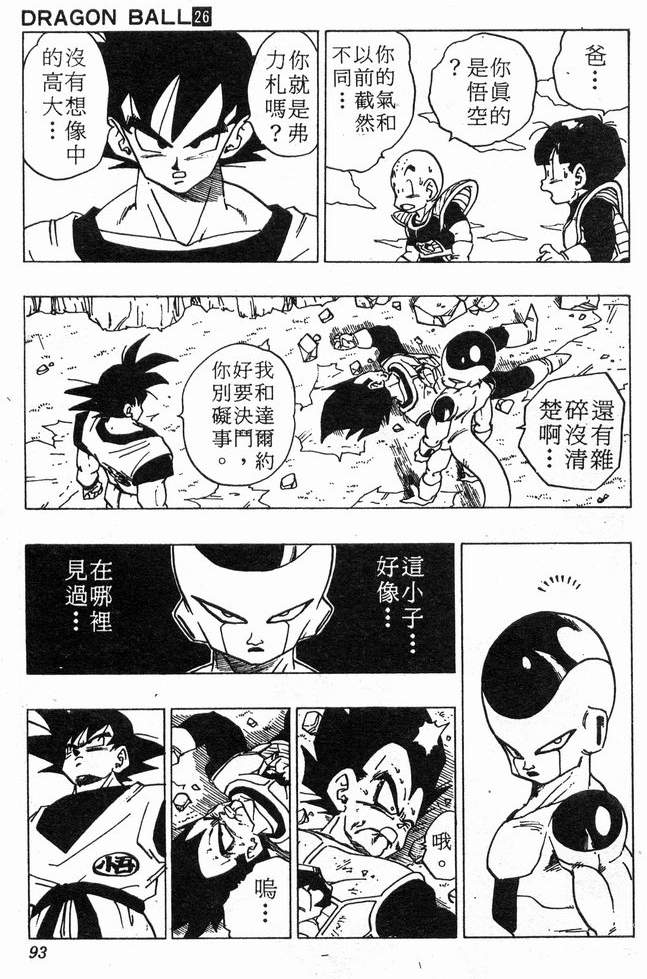 DRAGON BALL 26
爸…
你真的
是悟空
？
你的氣和
以前截然
不同…
你就是弗
力札嗎？
沒有想像中
的高大…
還有雜
碎沒清
楚啊…
我和達爾約
好要決鬥，
你別礙事。
這小子…
好像…
在哪裡
見過…
哦。
嗚…
小悟
93